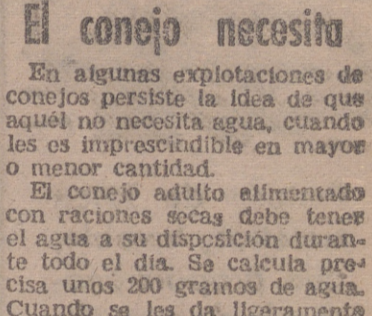 El conejo necesita
En algunas explotaciones de
conejos persiste la idea de que
aquél no necesita agua, cuando
les es imprescindible en mayor
o menor cantidad.
El conejo adulto alimentado
con raciones secas debe tener
el agua a su disposición duran-
te todo el día. Se calcula pre-
cisa unos 200 gramos de agua.
Cuando se les da ligeramente